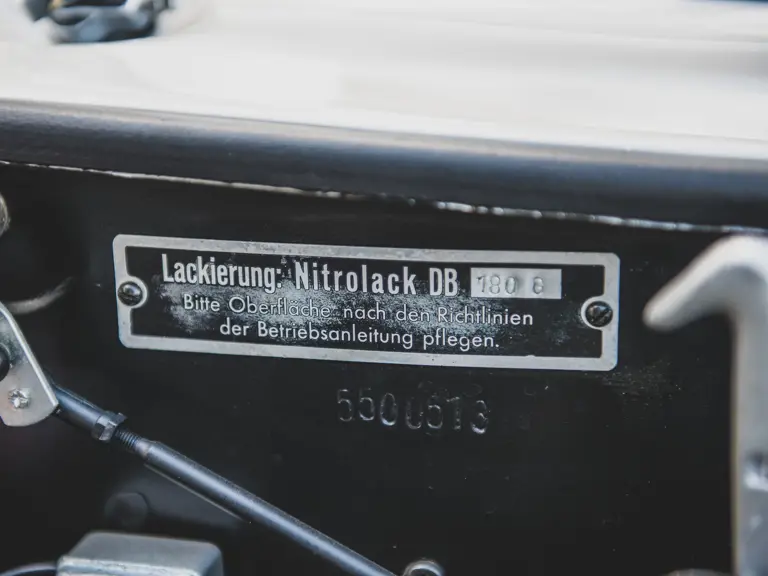 Lackierung: Nitrolack DB 180 G
Bitte Oberfläche nach den Richtlinien
der Betriebsanleitung pflegen.
5500513